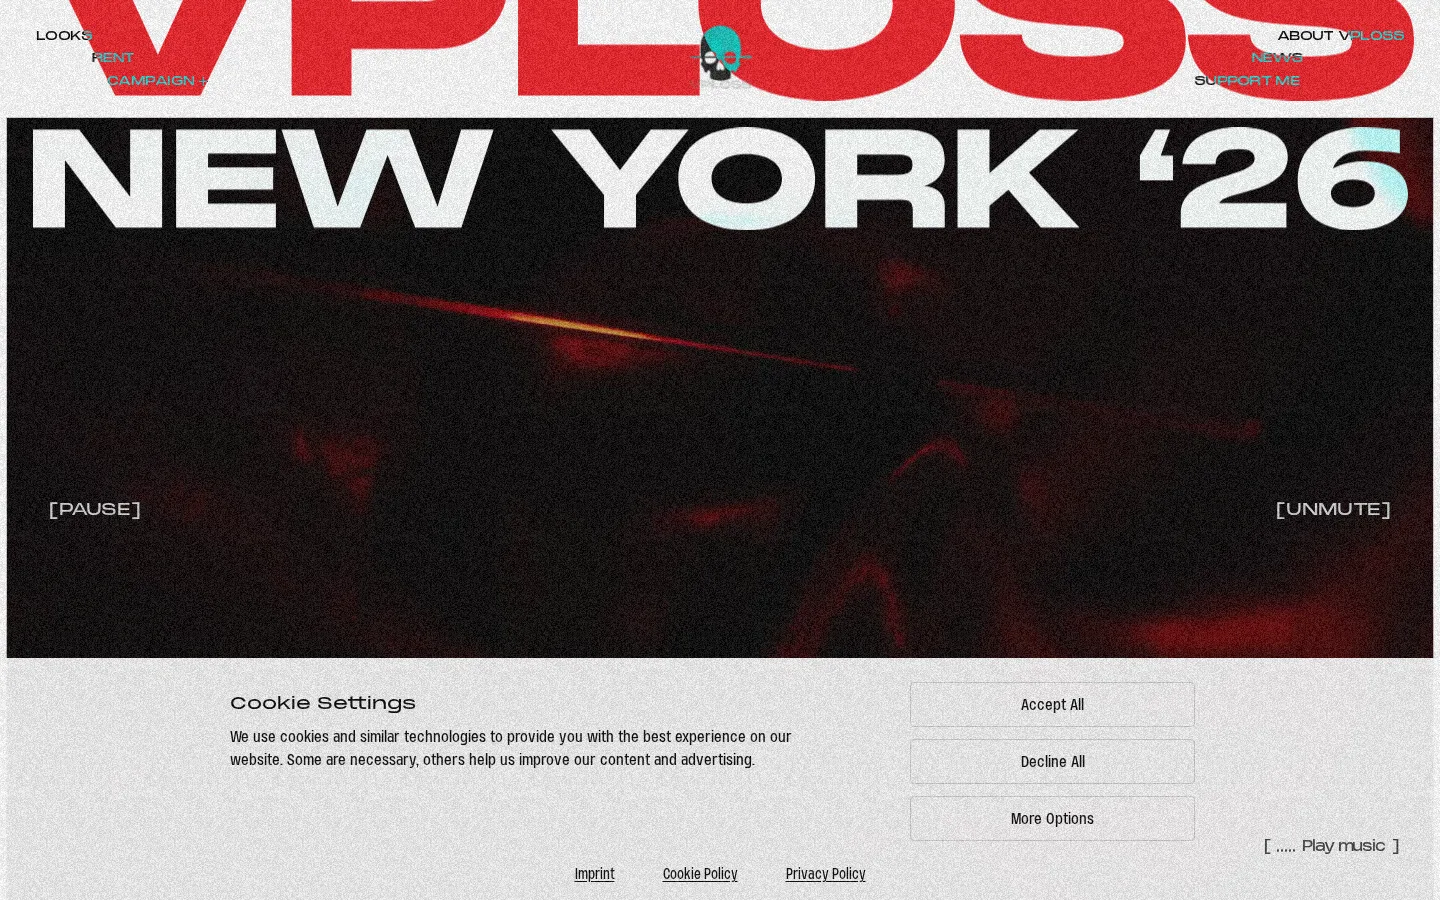 VPLOSS
LOOKS
RENT
CAMPAIGN +
VPLOSS
ABOUT VPLOSS
NEWS
SUPPORT ME
NEW YORK ‘26
[PAUSE]
[UNMUTE]
Cookie Settings
We use cookies and similar technologies to provide you with the best experience on our
website. Some are necessary, others help us improve our content and advertising.
Accept All
Decline All
More Options
[ ..... Play music ]
Imprint
Cookie Policy
Privacy Policy